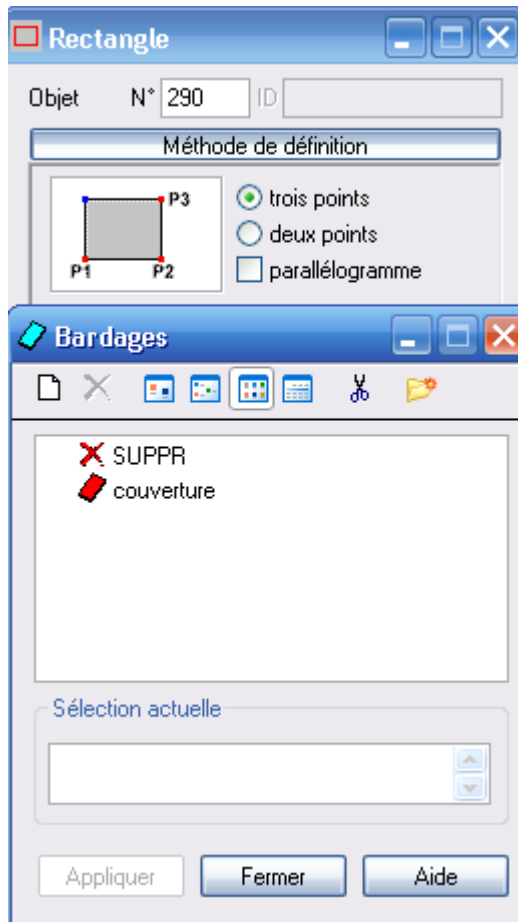 Rectangle
Objet N° 290 ID
Méthode de définition
P3
P1 P2
trois points
deux points
parallélogramme
Bardages
SUPPR
couverture
Sélection actuelle
Appliquer Fermer Aide